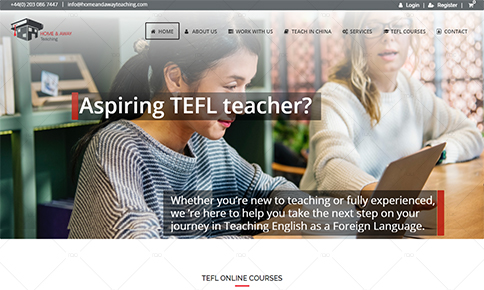 +44(0) 203 086 7447 | info@homeandawayteaching.com
Login | Register |
HOME & AWAY
Teaching
HOME ABOUT US WORK WITH US TEACH IN CHINA SERVICES TEFL COURSES CONTACT
Aspiring TEFL teacher?
Whether you're new to teaching or fully experienced,
we 're here to help you take the next step on your
journey in Teaching English as a Foreign Language.
TEFL ONLINE COURSES